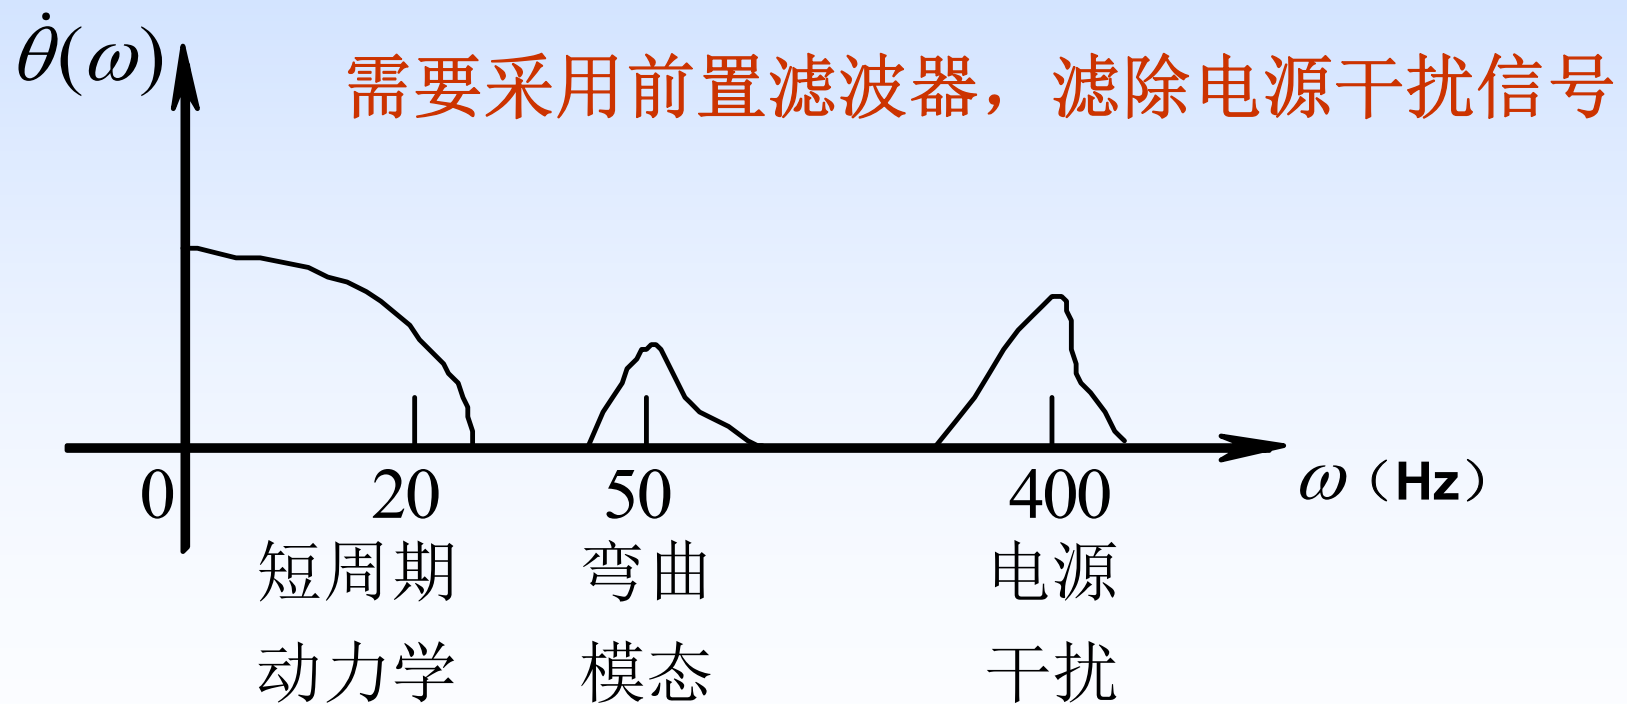 θ̇(ω)
需要采用前置滤波器，滤除电源干扰信号
0 20 50 400 ω（Hz）
短周期 弯曲 电源
动力学 模态 干扰